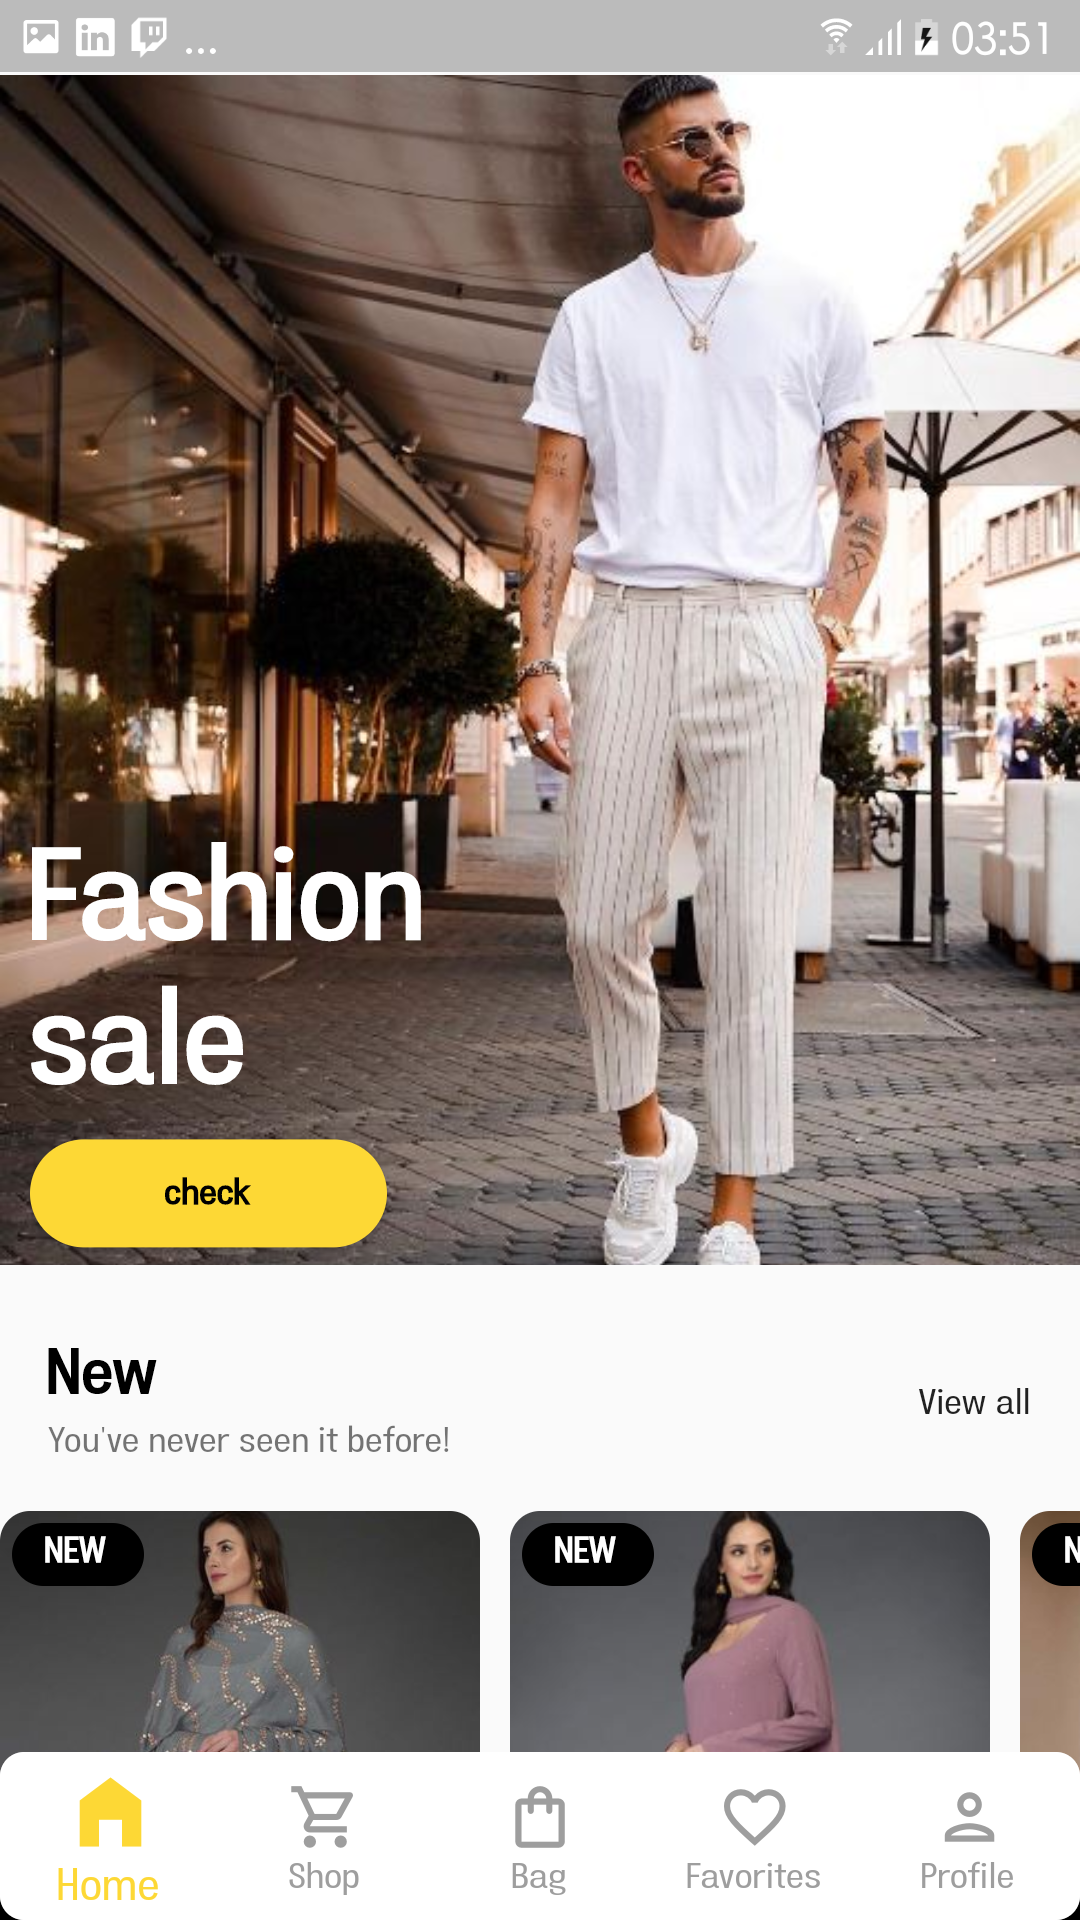 ... 03:51
Fashion
sale
check
New
View all
You've never seen it before!
NEW NEW
Home Shop Bag Favorites Profile